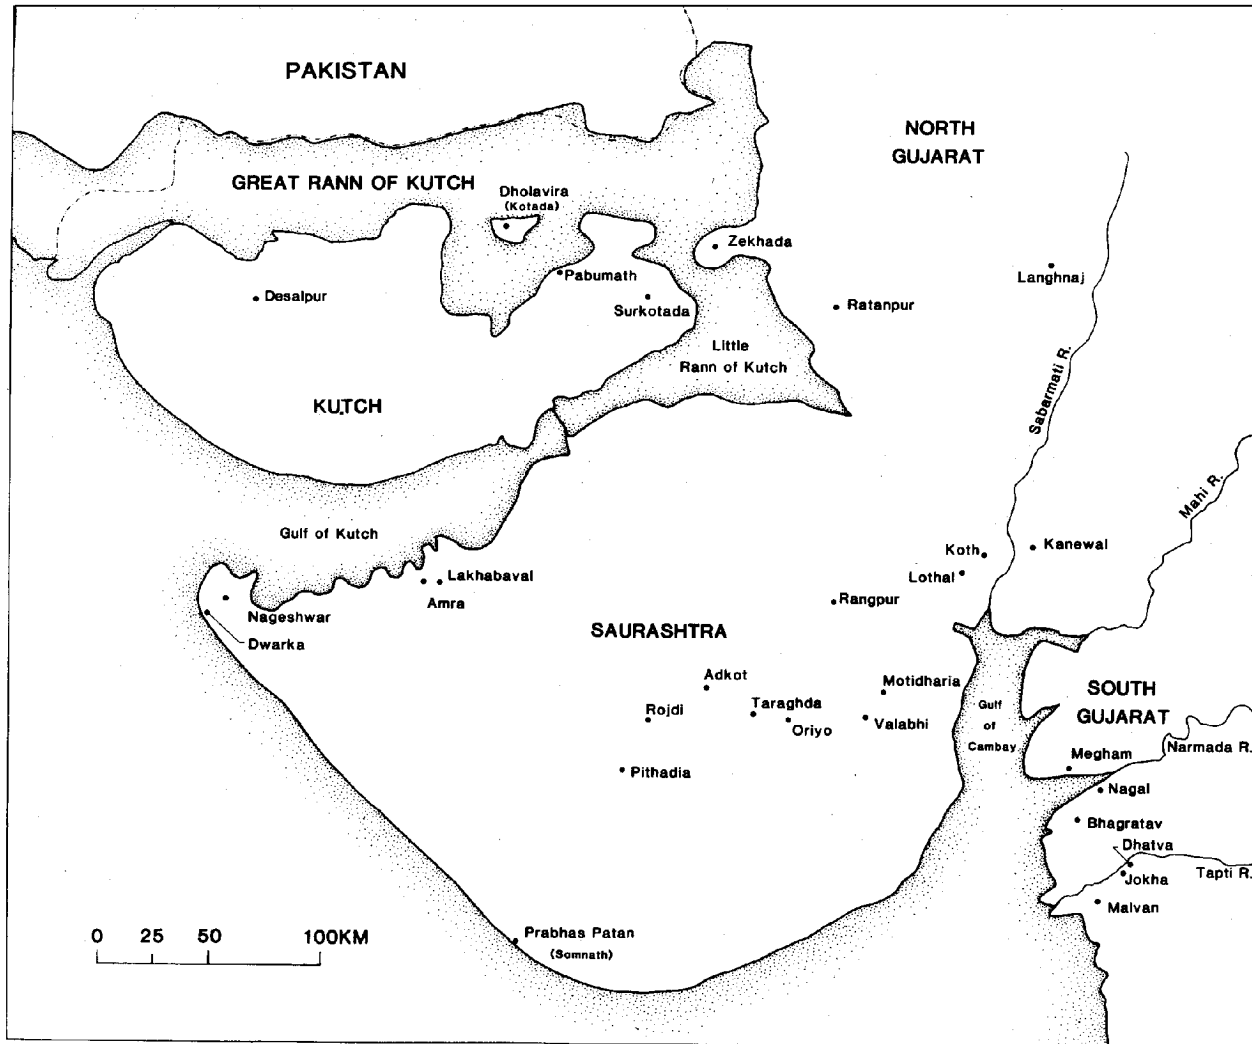 PAKISTAN
NORTH
GUJARAT
GREAT RANN OF KUTCH
Dholavira
(Kotada)
Zekhada
Langhnaj
Pabumath
Desalpur
Surkotada
Ratanpur
Little
Rann of Kutch
Sabarmati R.
KUTCH
Mahi R.
Gulf of Kutch
Koth
Kanewal
Lothal
Lakhabaval
Amra
Rangpur
Nageshwar
Dwarka
SAURASHTRA
Adkot
Motidharia
SOUTH
GUJARAT
Rojdi
Taraghda
Oriyo
Valabhi
Gulf
of
Cambay
Narmada R.
Megham
Pithadia
Nagal
Bhagratav
Dhatva
Jokha
Tapti R.
Malvan
Prabhas Patan
(Somnath)
0 25 50 100KM